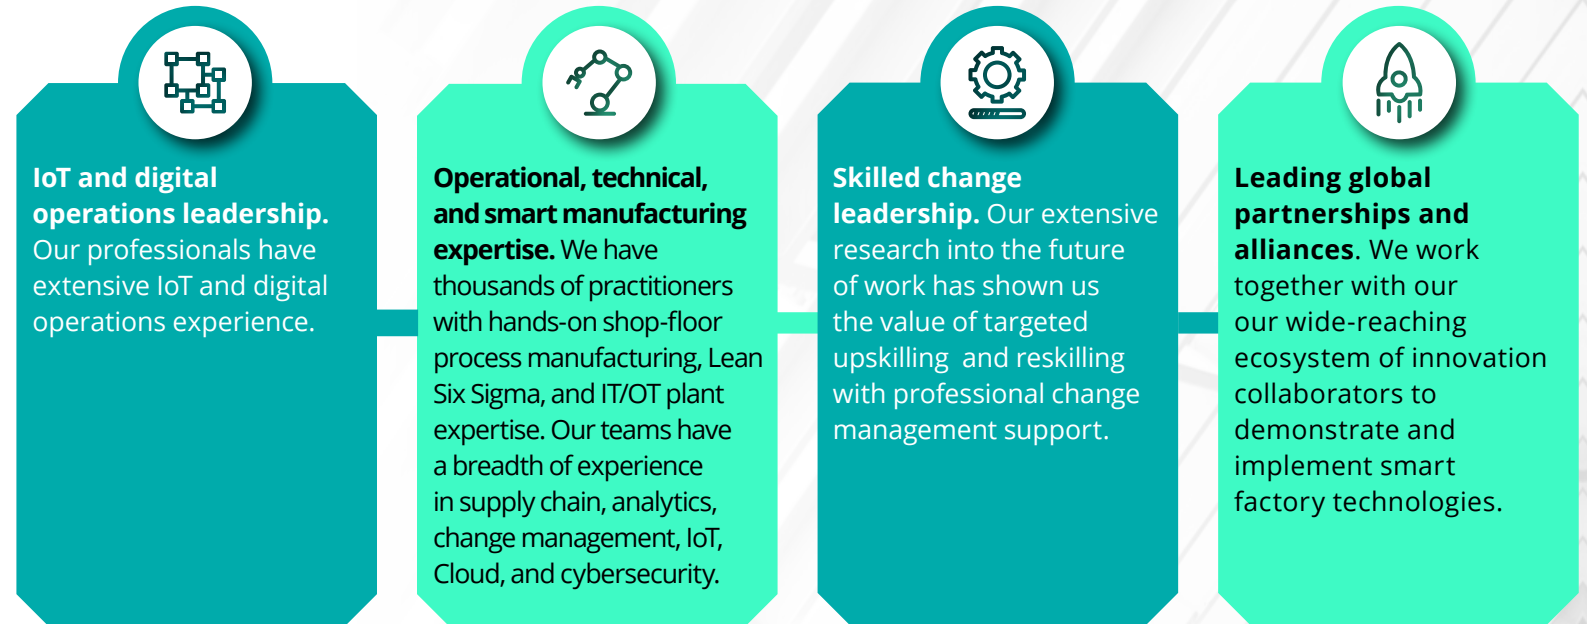 IoT and digital
operations leadership.
Our professionals have
extensive IoT and digital
operations experience.
Operational, technical,
and smart manufacturing
expertise. We have
thousands of practitioners
with hands-on shop-floor
process manufacturing, Lean
Six Sigma, and IT/OT plant
expertise. Our teams have
a breadth of experience
in supply chain, analytics,
change management, IoT,
Cloud, and cybersecurity.
Skilled change
leadership. Our extensive
research into the future
of work has shown us
the value of targeted
upskilling  and reskilling
with professional change
management support.
Leading global
partnerships and
alliances. We work
together with our
our wide-reaching
ecosystem of innovation
collaborators to
demonstrate and
implement smart
factory technologies.